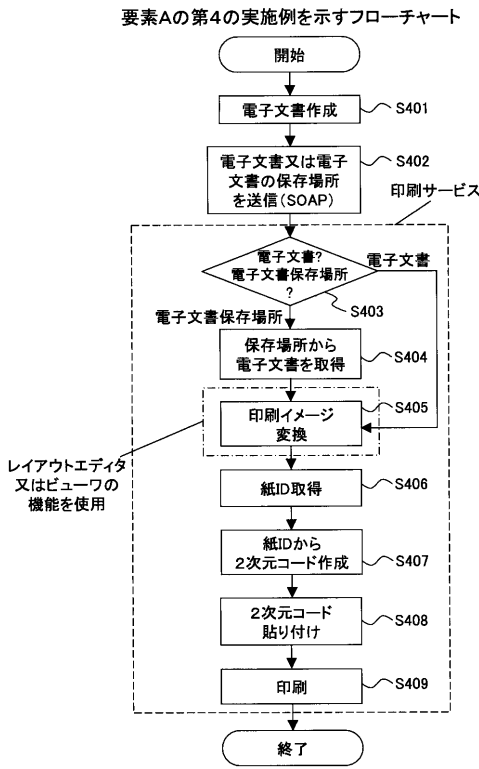 要素Aの第4の実施例を示すフローチャート
開始
電子文書作成
S401
電子文書又は電子
文書の保存場所
を送信(SOAP)
S402
印刷サービス
電子文書?
電子文書保存場所
?
電子文書
S403
電子文書保存場所
保存場所から
電子文書を取得
S404
印刷イメージ
変換
S405
レイアウトエディタ
又はビューワの
機能を使用
紙ID取得
S406
紙IDから
2次元コード作成
S407
2次元コード
貼り付け
S408
印刷
S409
終了